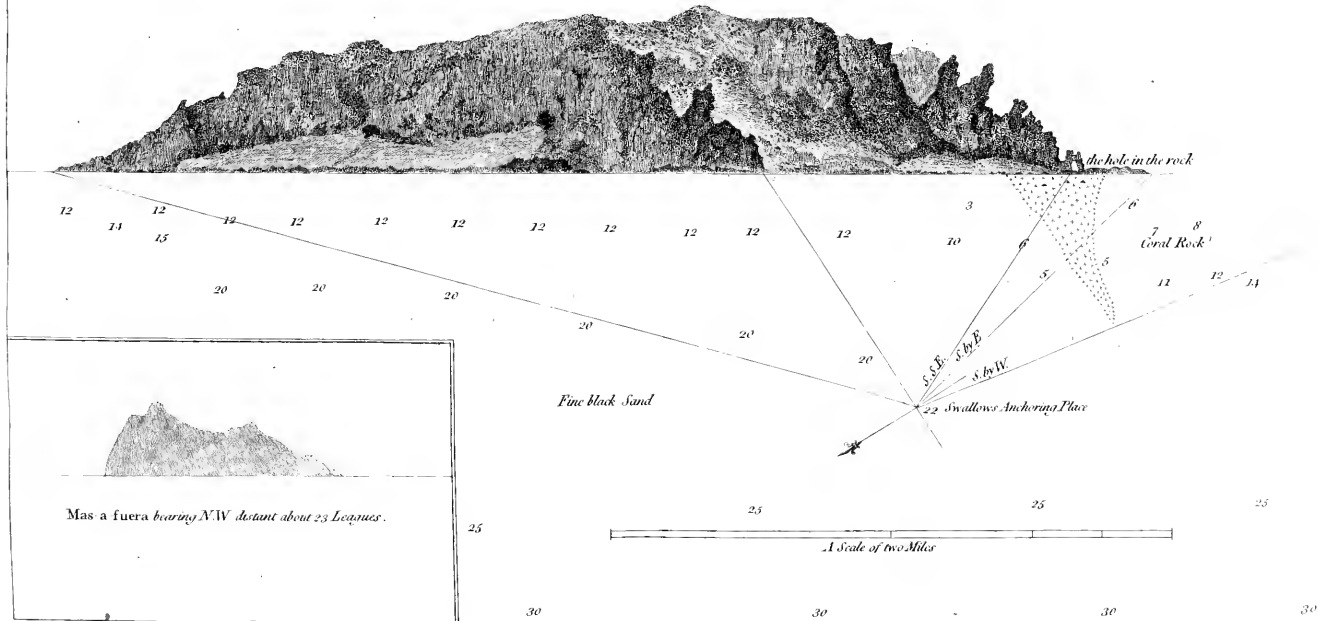 the hole in the rock
12 12 12 12 12 12 12 12 12 12 3 6
14 15 10 6 7 8
Coral Rock
20 20 20 20 20 20 5 5 11 12 14
S.S.E. S. by E S. by W.
22 Swallows Anchoring Place
Fine black Sand
Mas-a-fuera bearing N.W distant about 23 Leagues.
25 25 25 25
A Scale of two Miles
30 30 30 30